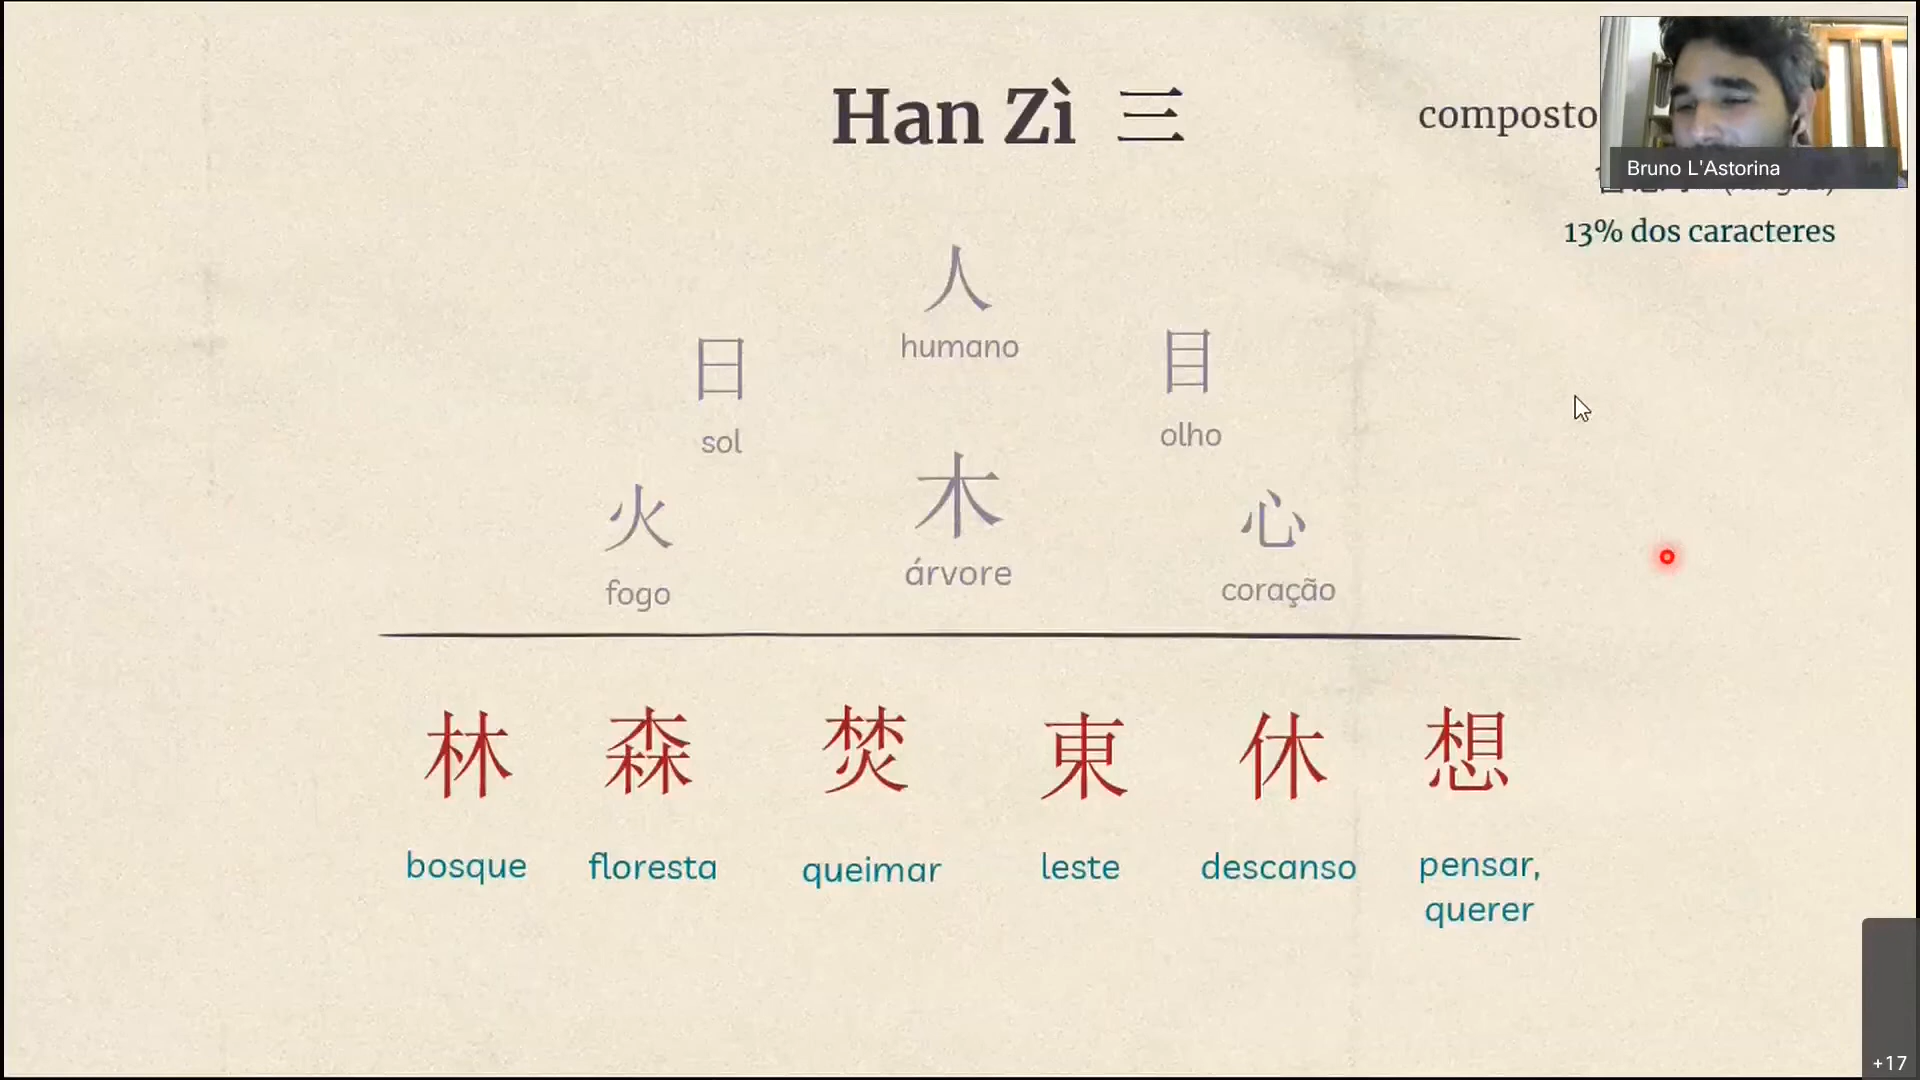 Han Zì 三
composto
Bruno L'Astorina
13% dos caracteres
人
humano
日
目
sol
olho
火
木
心
fogo
árvore
coração
林 森 焚 東 休 想
bosque floresta queimar leste descanso pensar,
querer
+17